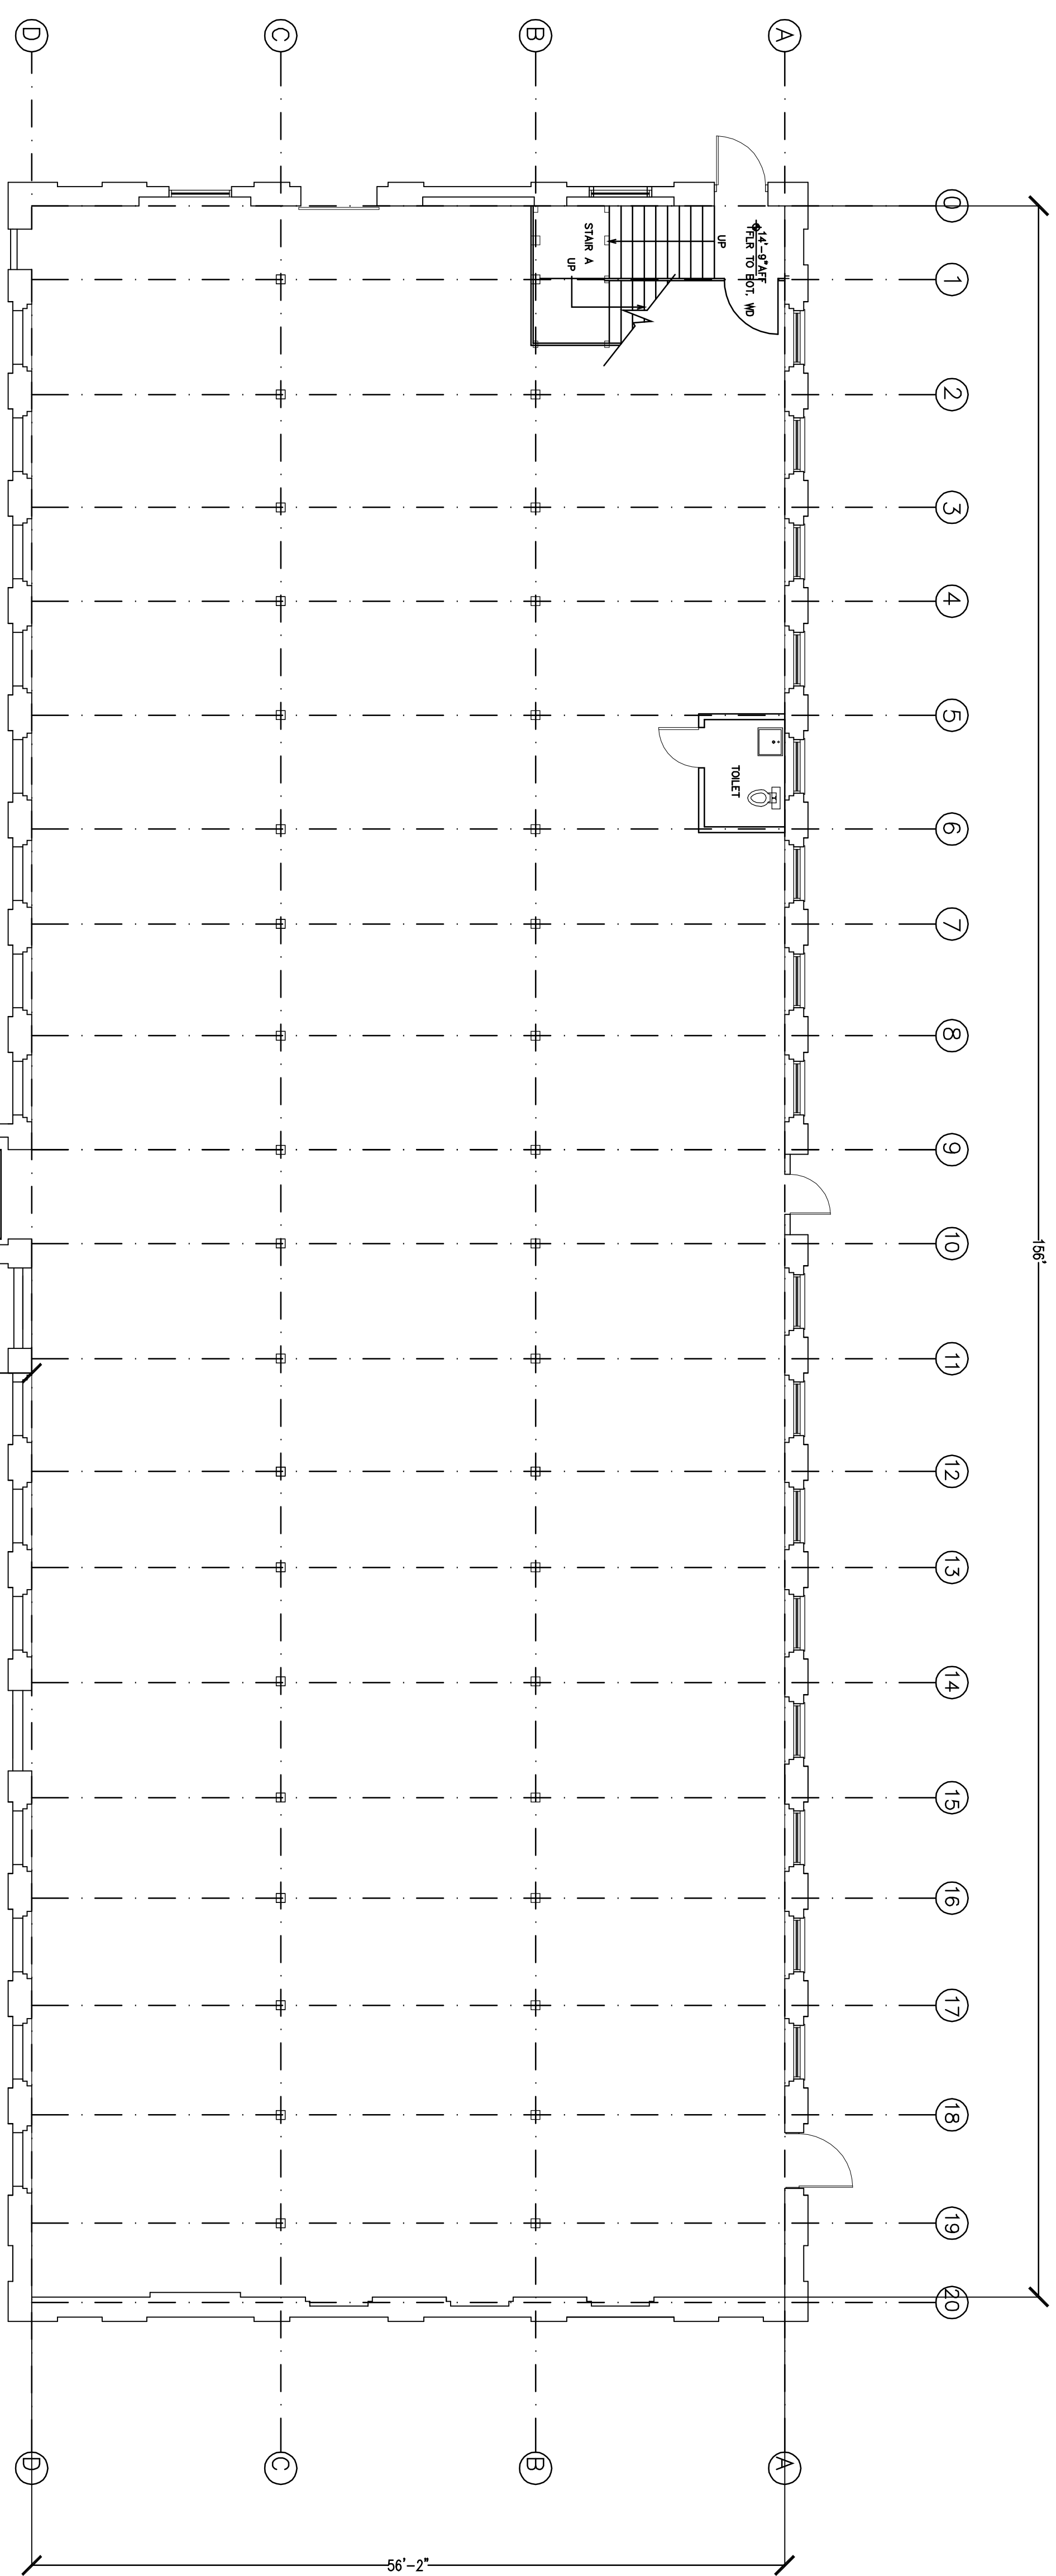 156'
0 1 2 3 4 5 6 7 8 9 10 11 12 13 14 15 16 17 18 19 20
A A
14'-9"AFF
FLR TO BOT, WD
TOILET
UP
STAIR A
UP
B B
56'-2"
C C
D D